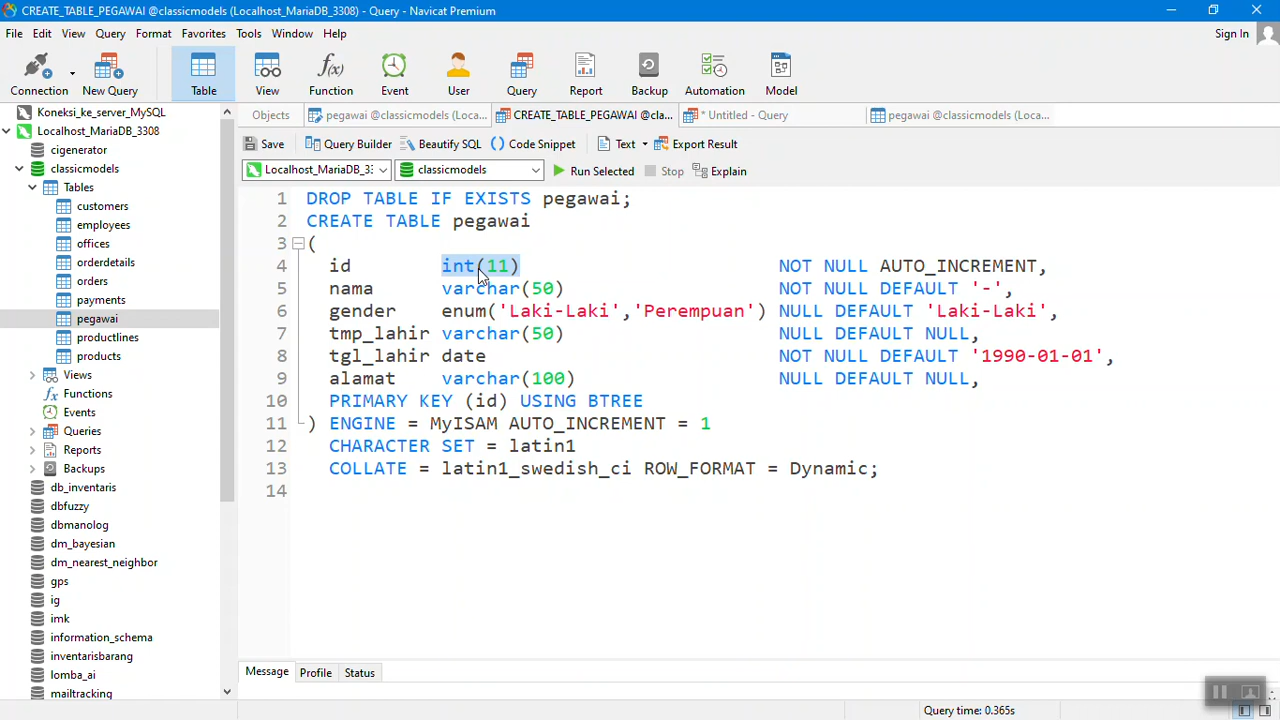 CREATE_TABLE_PEGAWAI @classicmodels (Localhost_MariaDB_3308) - Query - Navicat Premium
File Edit View Query Format Favorites Tools Window Help Sign In
Connection New Query Table View Function Event User Query Report Backup Automation Model
Objects pegawai @classicmodels (Loca... CREATE_TABLE_PEGAWAI @cla... * Untitled - Query pegawai @classicmodels (Loca...
Save Query Builder Beautify SQL () Code Snippet Text Export Result
Localhost_MariaDB_3: classicmodels Run Selected Stop Explain
Koneksi_ke_server_MySQL
Localhost_MariaDB_3308
cigenerator
classicmodels
Tables
customers
employees
offices
orderdetails
orders
payments
pegawai
productlines
products
Views
Functions
Events
Queries
Reports
Backups
db_inventaris
dbfuzzy
dbmanolog
dm_bayesian
dm_nearest_neighbor
gps
ig
imk
information_schema
inventarisbarang
lomba_ai
mailtracking
1 DROP TABLE IF EXISTS pegawai;
2 CREATE TABLE pegawai
3 (
4 id int(11) NOT NULL AUTO_INCREMENT,
5 nama varchar(50) NOT NULL DEFAULT '-',
6 gender enum('Laki-Laki','Perempuan') NULL DEFAULT 'Laki-Laki',
7 tmp_lahir varchar(50) NULL DEFAULT NULL,
8 tgl_lahir date NOT NULL DEFAULT '1990-01-01',
9 alamat varchar(100) NULL DEFAULT NULL,
10 PRIMARY KEY (id) USING BTREE
11 ) ENGINE = MyISAM AUTO_INCREMENT = 1
12 CHARACTER SET = latin1
13 COLLATE = latin1_swedish_ci ROW_FORMAT = Dynamic;
14
Message Profile Status
Query time: 0.365s